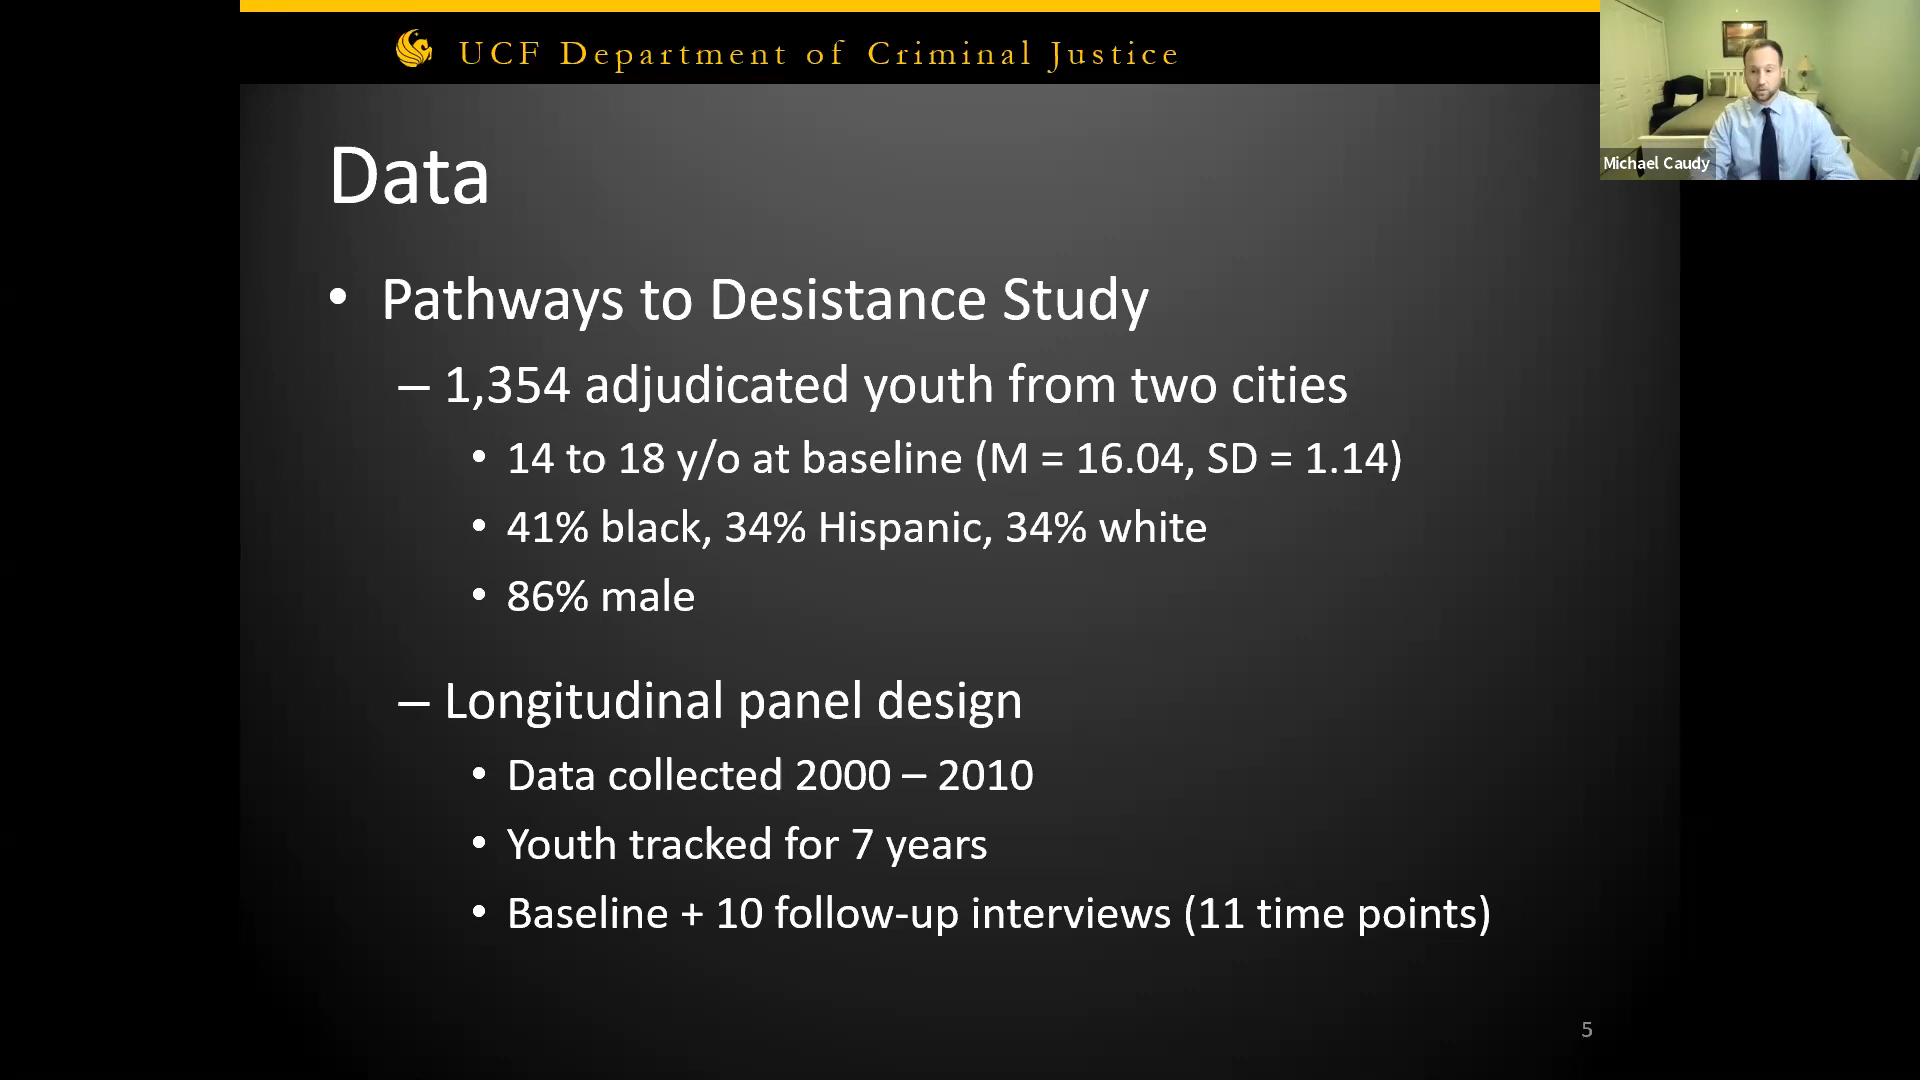 UCF Department of Criminal Justice
Michael Caudy
Data
• Pathways to Desistance Study
– 1,354 adjudicated youth from two cities
• 14 to 18 y/o at baseline (M = 16.04, SD = 1.14)
• 41% black, 34% Hispanic, 34% white
• 86% male
– Longitudinal panel design
• Data collected 2000 – 2010
• Youth tracked for 7 years
• Baseline + 10 follow-up interviews (11 time points)
5